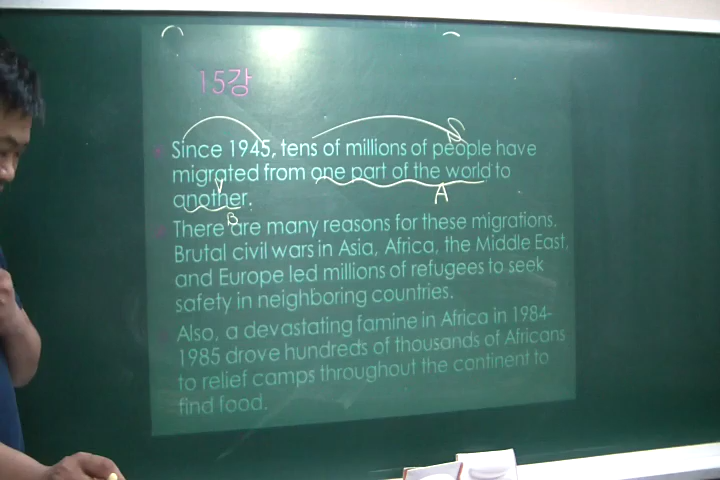 15강
Since 1945, tens of millions of people have
migrated from one part of the world to
another.
There are many reasons for these migrations.
Brutal civil wars in Asia, Africa, the Middle East,
and Europe led millions of refugees to seek
safety in neighboring countries.
Also, a devastating famine in Africa in 1984-
1985 drove hundreds of thousands of Africans
to relief camps throughout the continent to
find food.
S
V
A
B